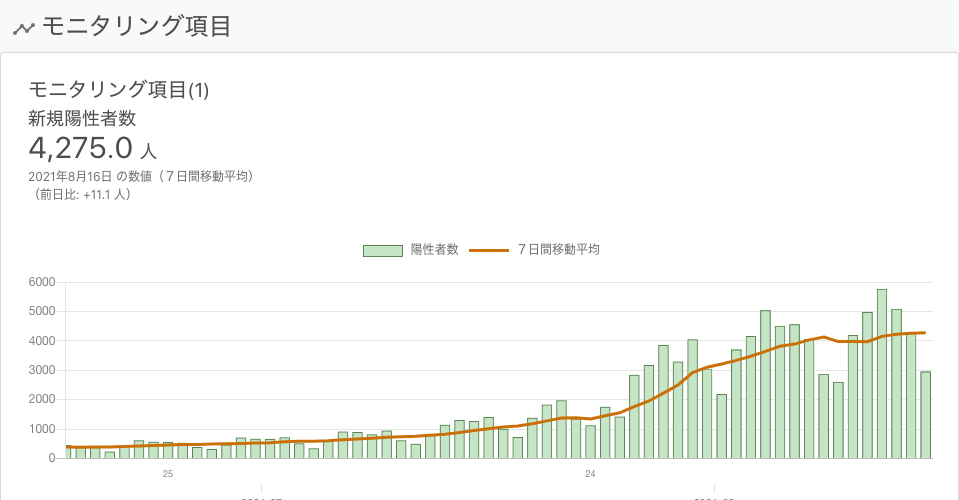 モニタリング項目
モニタリング項目(1)
新規陽性者数
4,275.0 人
2021年8月16日 の数値（７日間移動平均）
（前日比: +11.1 人）
陽性者数 ７日間移動平均
6000
5000
4000
3000
2000
1000
0
25 24